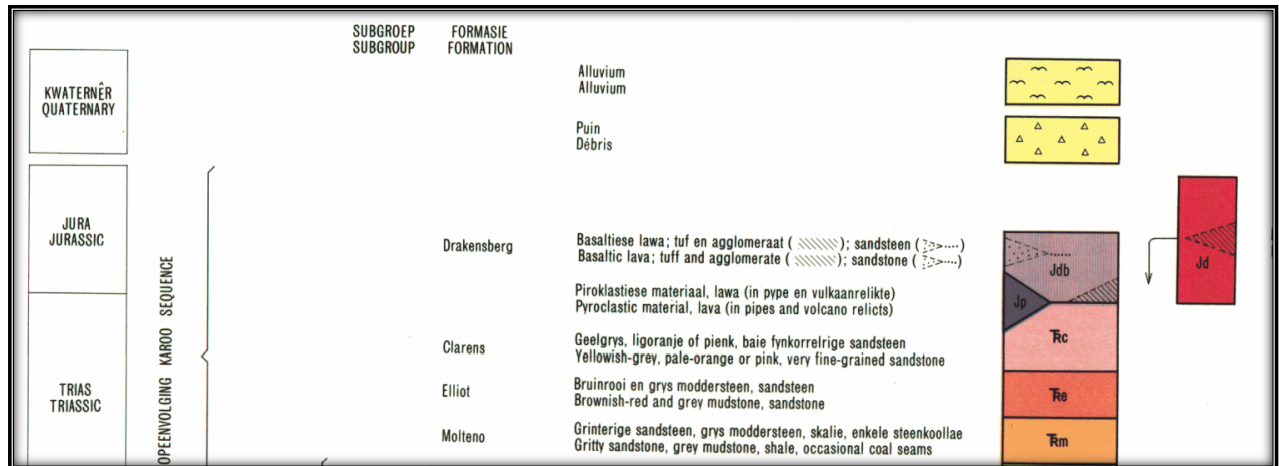 SUBGROEP
SUBGROUP
FORMASIE
FORMATION
KWATERNÊR
QUATERNARY
Alluvium
Alluvium
Puin
Débris
JURA
JURASSIC
Drakensberg
Basaltiese lawa; tuf en agglomeraat ( ); sandsteen ( )
Basaltic lava; tuff and agglomerate ( ); sandstone ( )
Jdb
Jd
Piroklastiese materiaal, lawa (in pype en vulkaanrelikte)
Pyroclastic material, lava (in pipes and volcano relicts)
Jp
OPEENVOLGING KAROO SEQUENCE
Clarens
Geelgrys, ligoranje of pienk, baie fynkorrelrige sandsteen
Yellowish-grey, pale-orange or pink, very fine-grained sandstone
TRc
TRIAS
TRIASSIC
Elliot
Bruinrooi en grys moddersteen, sandsteen
Brownish-red and grey mudstone, sandstone
TRe
Molteno
Grinterige sandsteen, grys moddersteen, skalie, enkele steenkoollae
Gritty sandstone, grey mudstone, shale, occasional coal seams
TRm